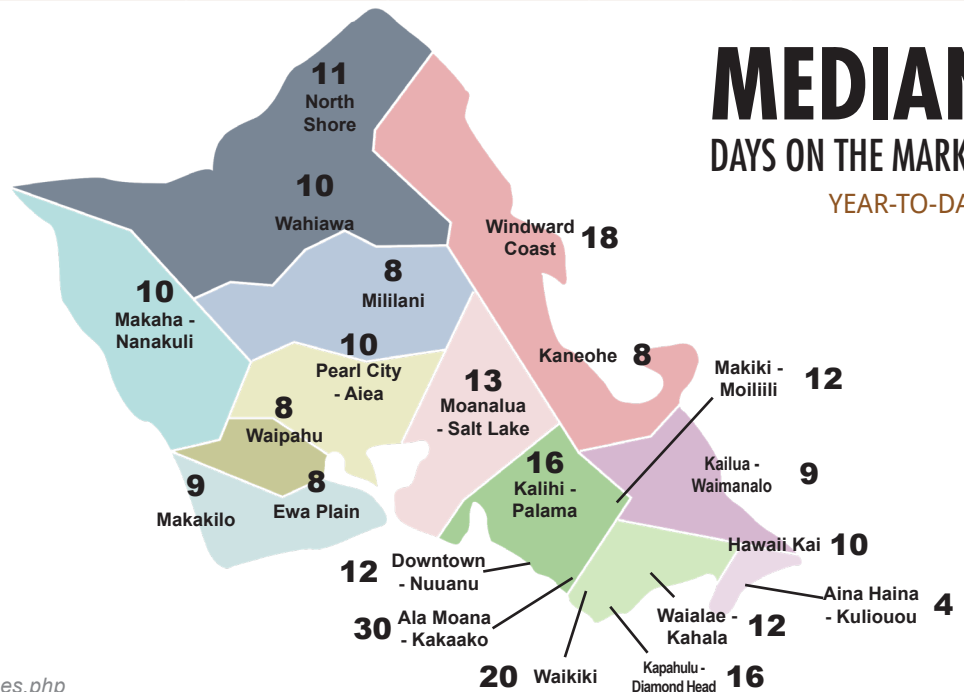 MEDIAN
DAYS ON THE MARK
YEAR-TO-DA
11
North
Shore
10
Wahiawa
Windward
Coast
18
8
Mililani
10
Makaha -
Nanakuli
10
Pearl City
- Aiea
13
Moanalua
- Salt Lake
Kaneohe
8
Makiki -
Moiliili
12
8
Waipahu
16
Kalihi -
Palama
Kailua -
Waimanalo
9
9
Makakilo
8
Ewa Plain
Hawaii Kai
10
12
Downtown
- Nuuanu
Aina Haina
- Kuliouou
4
30
Ala Moana
- Kakaako
Waialae -
Kahala
12
20
Waikiki
Kapahulu -
Diamond Head
16
es.php